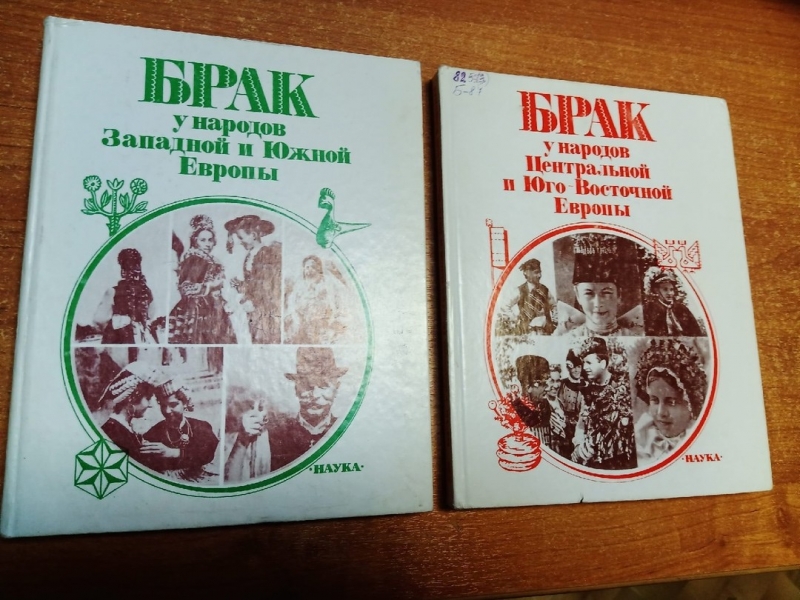 БРАК
у народов
Западной и Южной
Европы
·НАУКА·
БРАК
у народов
Центральной
и Юго-Восточной
Европы
·НАУКА·